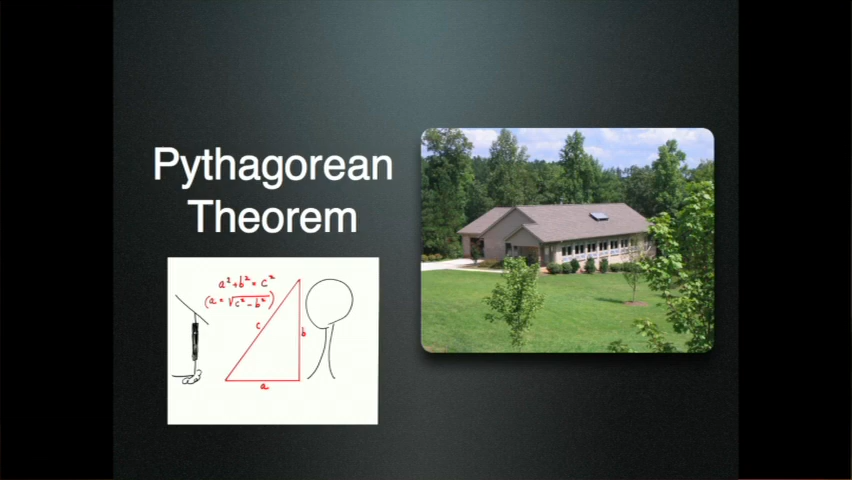 Pythagorean
Theorem
a² + b² = c²
(a = √c² - b²)
c
b
a